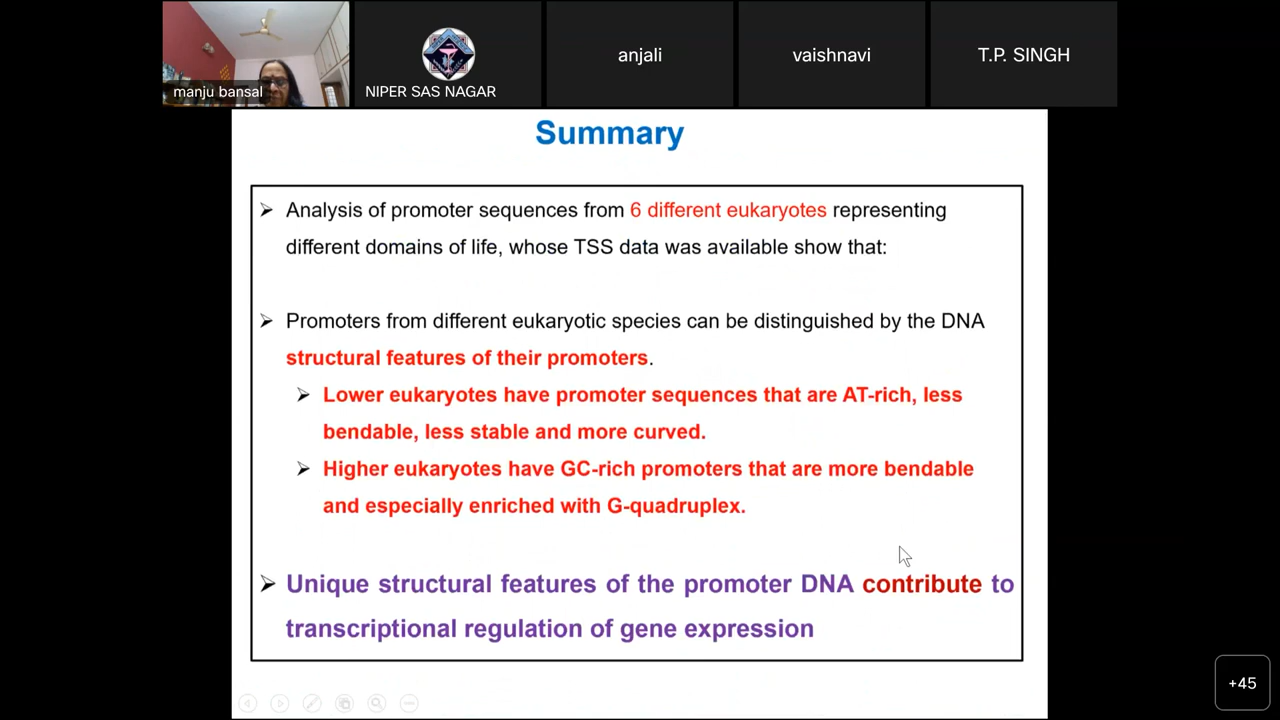 manju bansal
NIPER SAS NAGAR
anjali
vaishnavi
T.P. SINGH
Summary
Analysis of promoter sequences from 6 different eukaryotes representing
different domains of life, whose TSS data was available show that:
Promoters from different eukaryotic species can be distinguished by the DNA
structural features of their promoters.
Lower eukaryotes have promoter sequences that are AT-rich, less
bendable, less stable and more curved.
Higher eukaryotes have GC-rich promoters that are more bendable
and especially enriched with G-quadruplex.
Unique structural features of the promoter DNA contribute to
transcriptional regulation of gene expression
+45